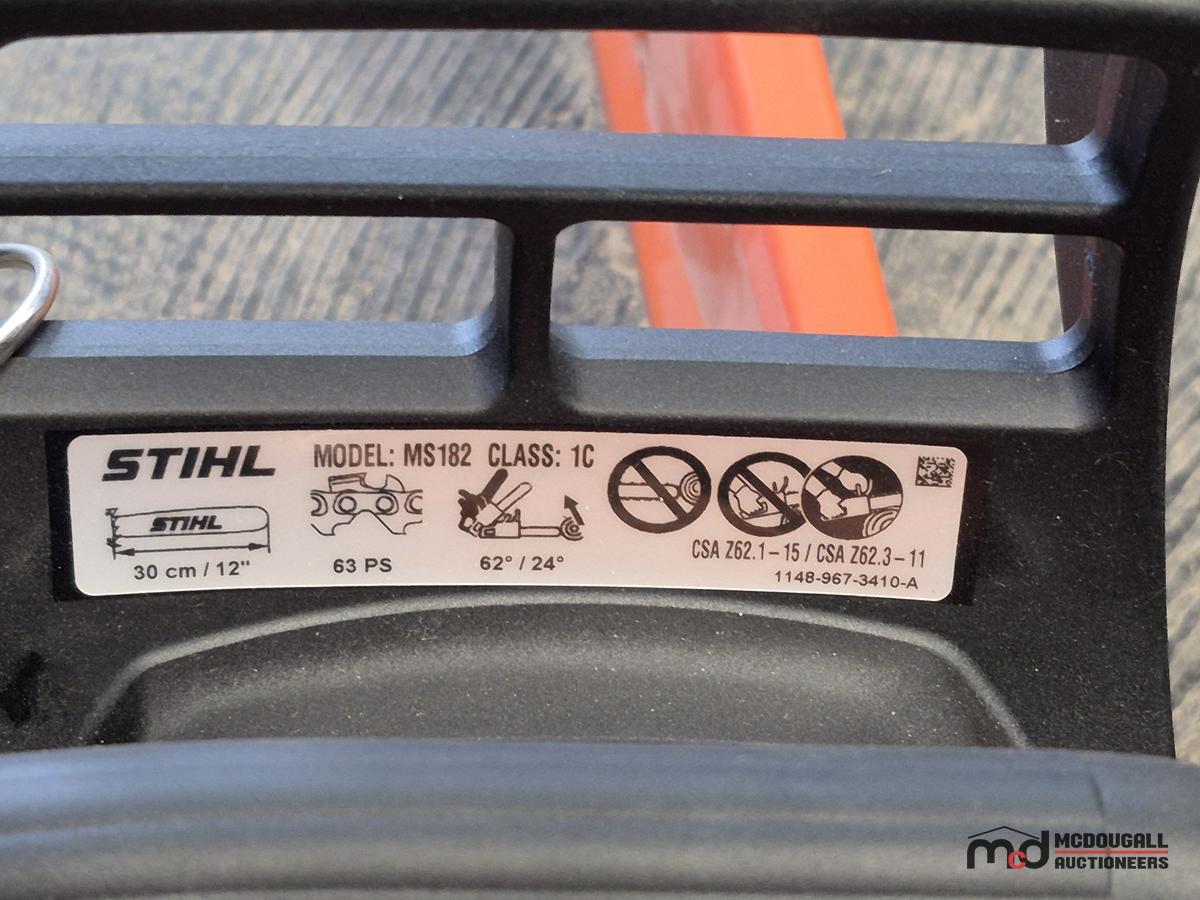 STIHL
MODEL: MS182 CLASS: 1C
STIHL
30 cm / 12"
63 PS
62° / 24°
CSA Z62.1-15 / CSA Z62.3-11
1148-967-3410-A
mcd MCDOUGALL
AUCTIONEERS